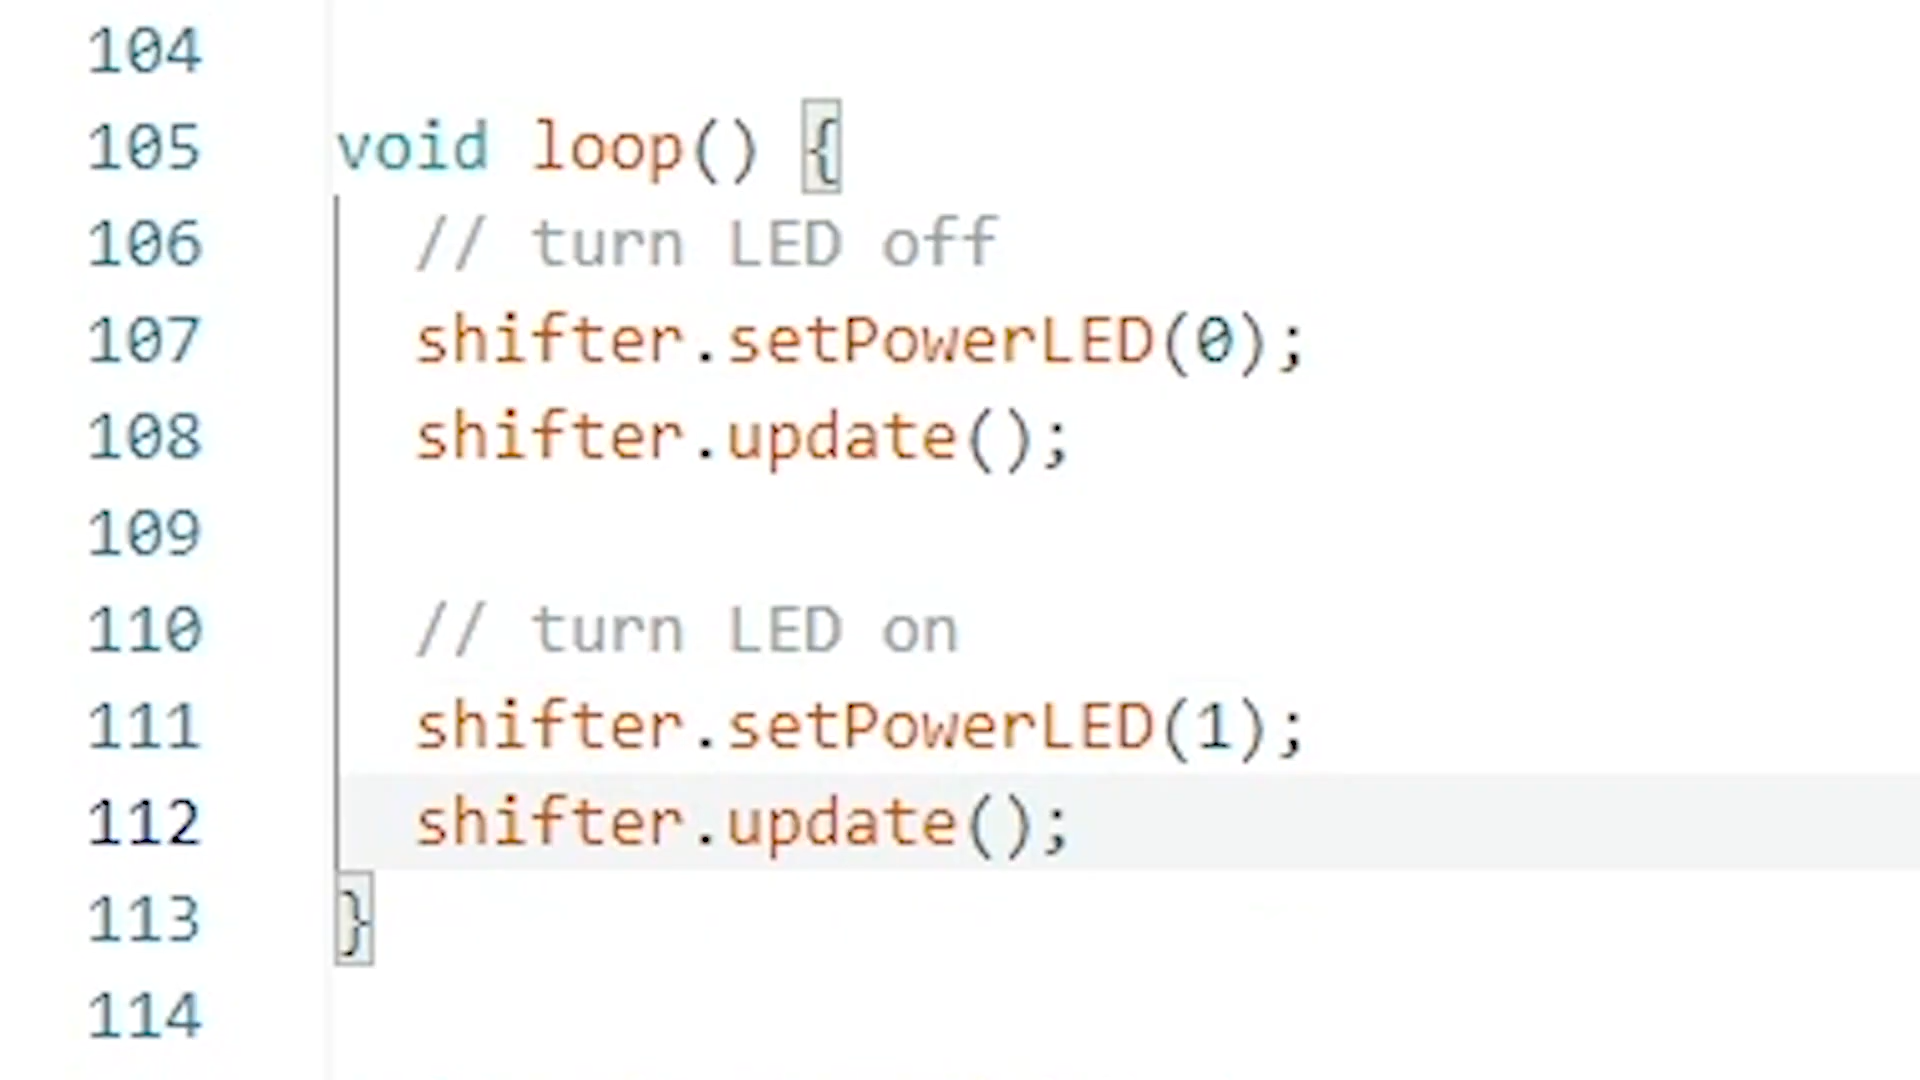 104
105 void loop() {
106 // turn LED off
107 shifter.setPowerLED(0);
108 shifter.update();
109
110 // turn LED on
111 shifter.setPowerLED(1);
112 shifter.update();
113 }
114